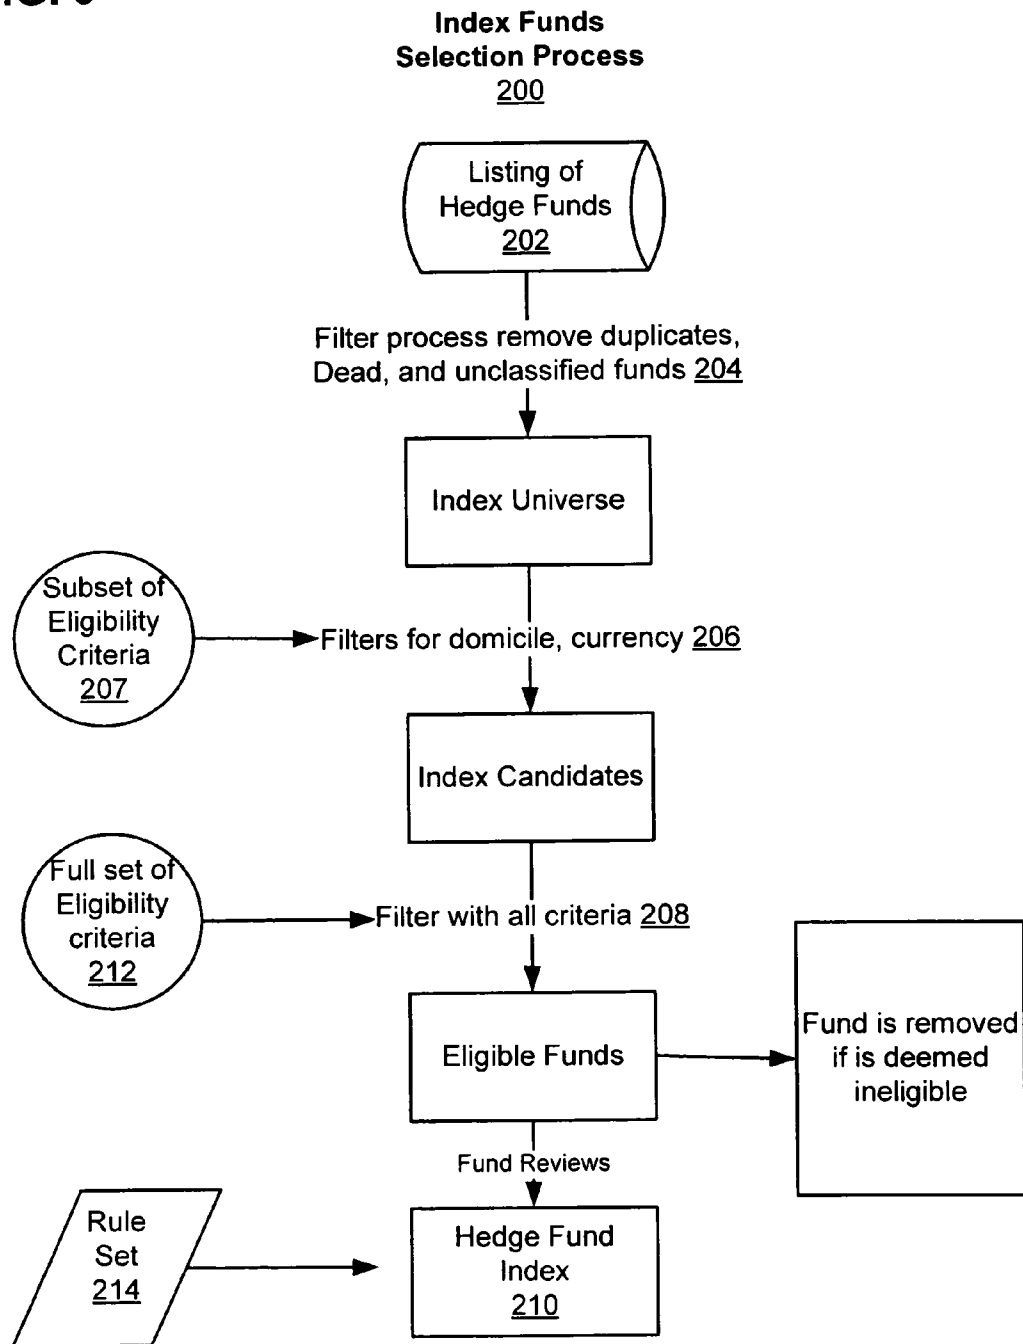 Index Funds
Selection Process
200
Listing of
Hedge Funds
202
Filter process remove duplicates,
Dead, and unclassified funds 204
Index Universe
Subset of
Eligibility
Criteria
207
Filters for domicile, currency 206
Index Candidates
Full set of
Eligibility
criteria
212
Filter with all criteria 208
Eligible Funds
Fund is removed
if is deemed
ineligible
Fund Reviews
Rule
Set
214
Hedge Fund
Index
210